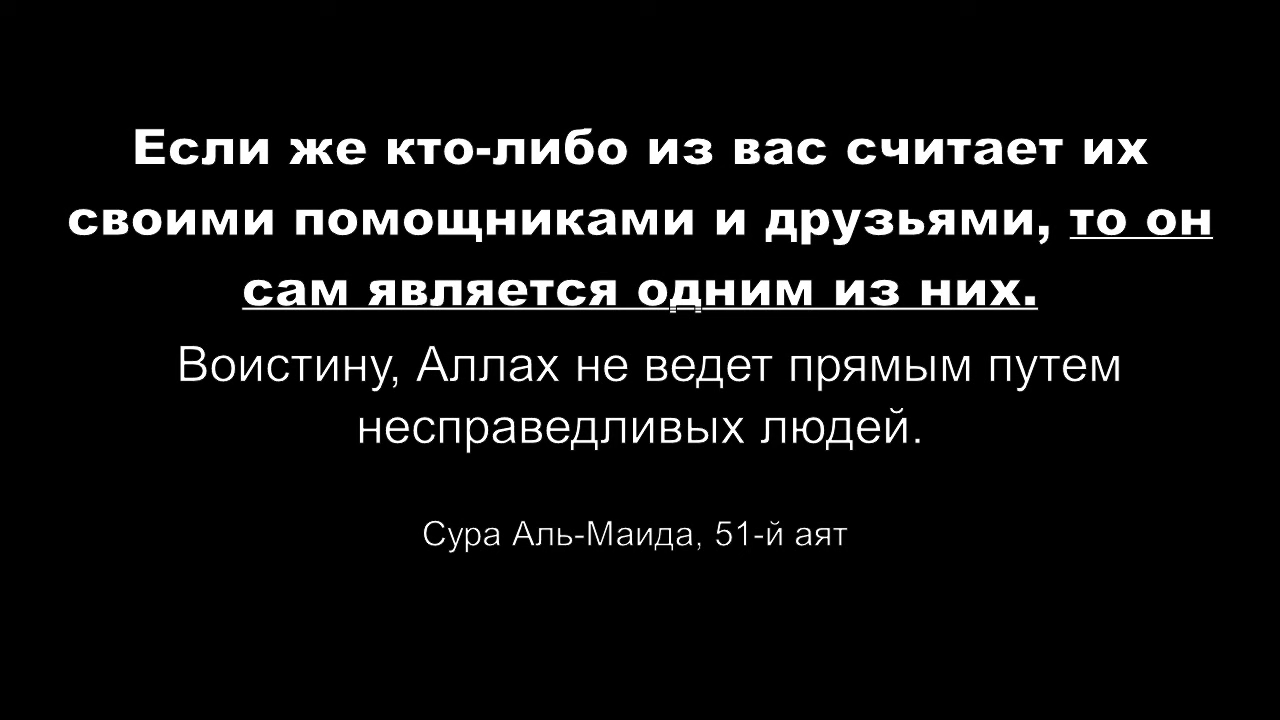 Если же кто-либо из вас считает их
своими помощниками и друзьями, то он
сам является одним из них.
Воистину, Аллах не ведет прямым путем
несправедливых людей.
Сура Аль-Маида, 51-й аят